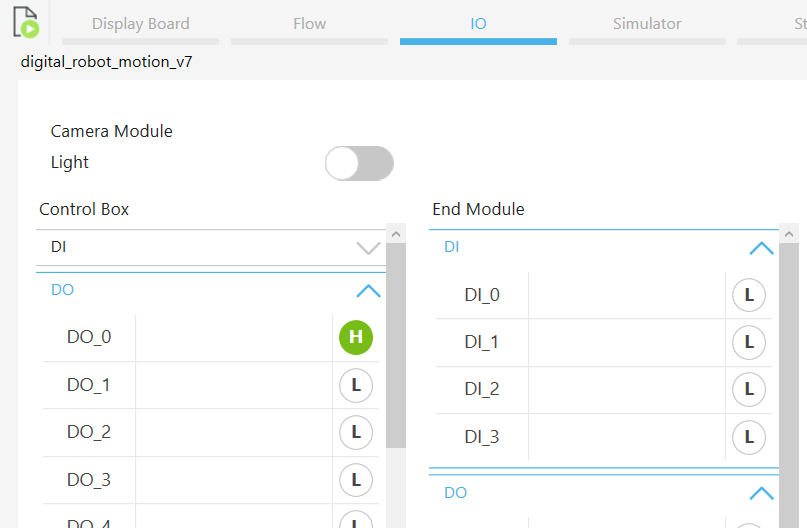 Display Board
Flow
IO
Simulator
St
digital_robot_motion_v7
Camera Module
Light
Control Box
DI
DO
DO_0
H
DO_1
L
DO_2
L
DO_3
L
DO_4
L
End Module
DI
DI_0
L
DI_1
L
DI_2
L
DI_3
L
DO